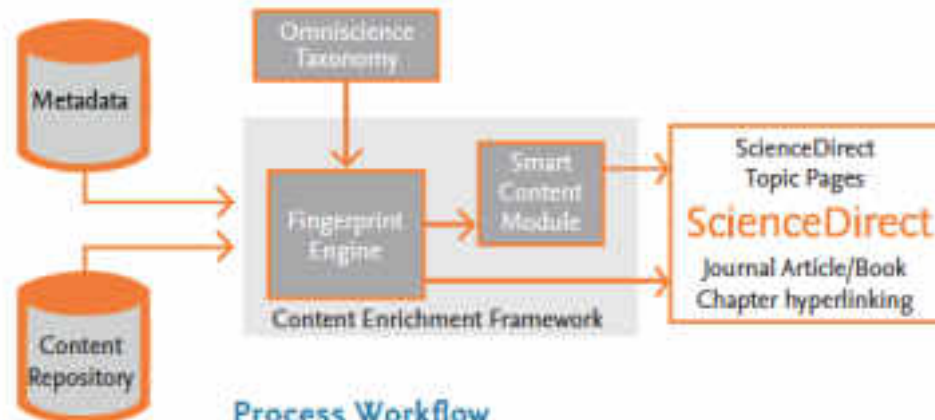 Omniscience
Taxonomy
Metadata
Smart
Content
Module
Fingerprint
Engine
Content Enrichment Framework
ScienceDirect
Topic Pages
ScienceDirect
Journal Article/Book
Chapter hyperlinking
Content
Repository
Process Workflow